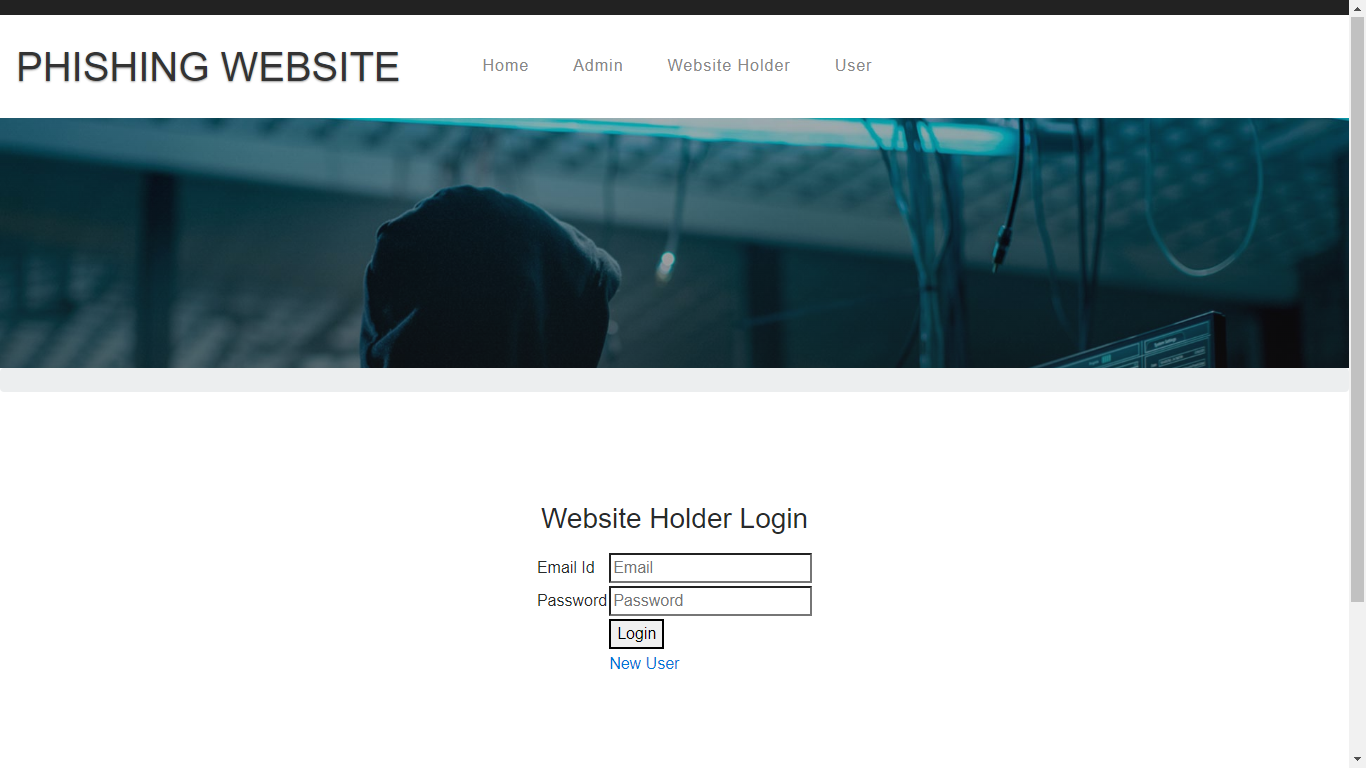 PHISHING WEBSITE
Home Admin Website Holder User
Website Holder Login
Email Id Email
Password Password
Login
New User